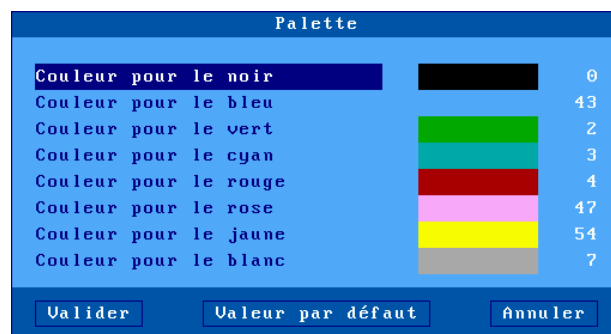 Palette
Couleur pour le noir 0
Couleur pour le bleu 43
Couleur pour le vert 2
Couleur pour le cyan 3
Couleur pour le rouge 4
Couleur pour le rose 47
Couleur pour le jaune 54
Couleur pour le blanc 7
Valider Valeur par défaut Annuler